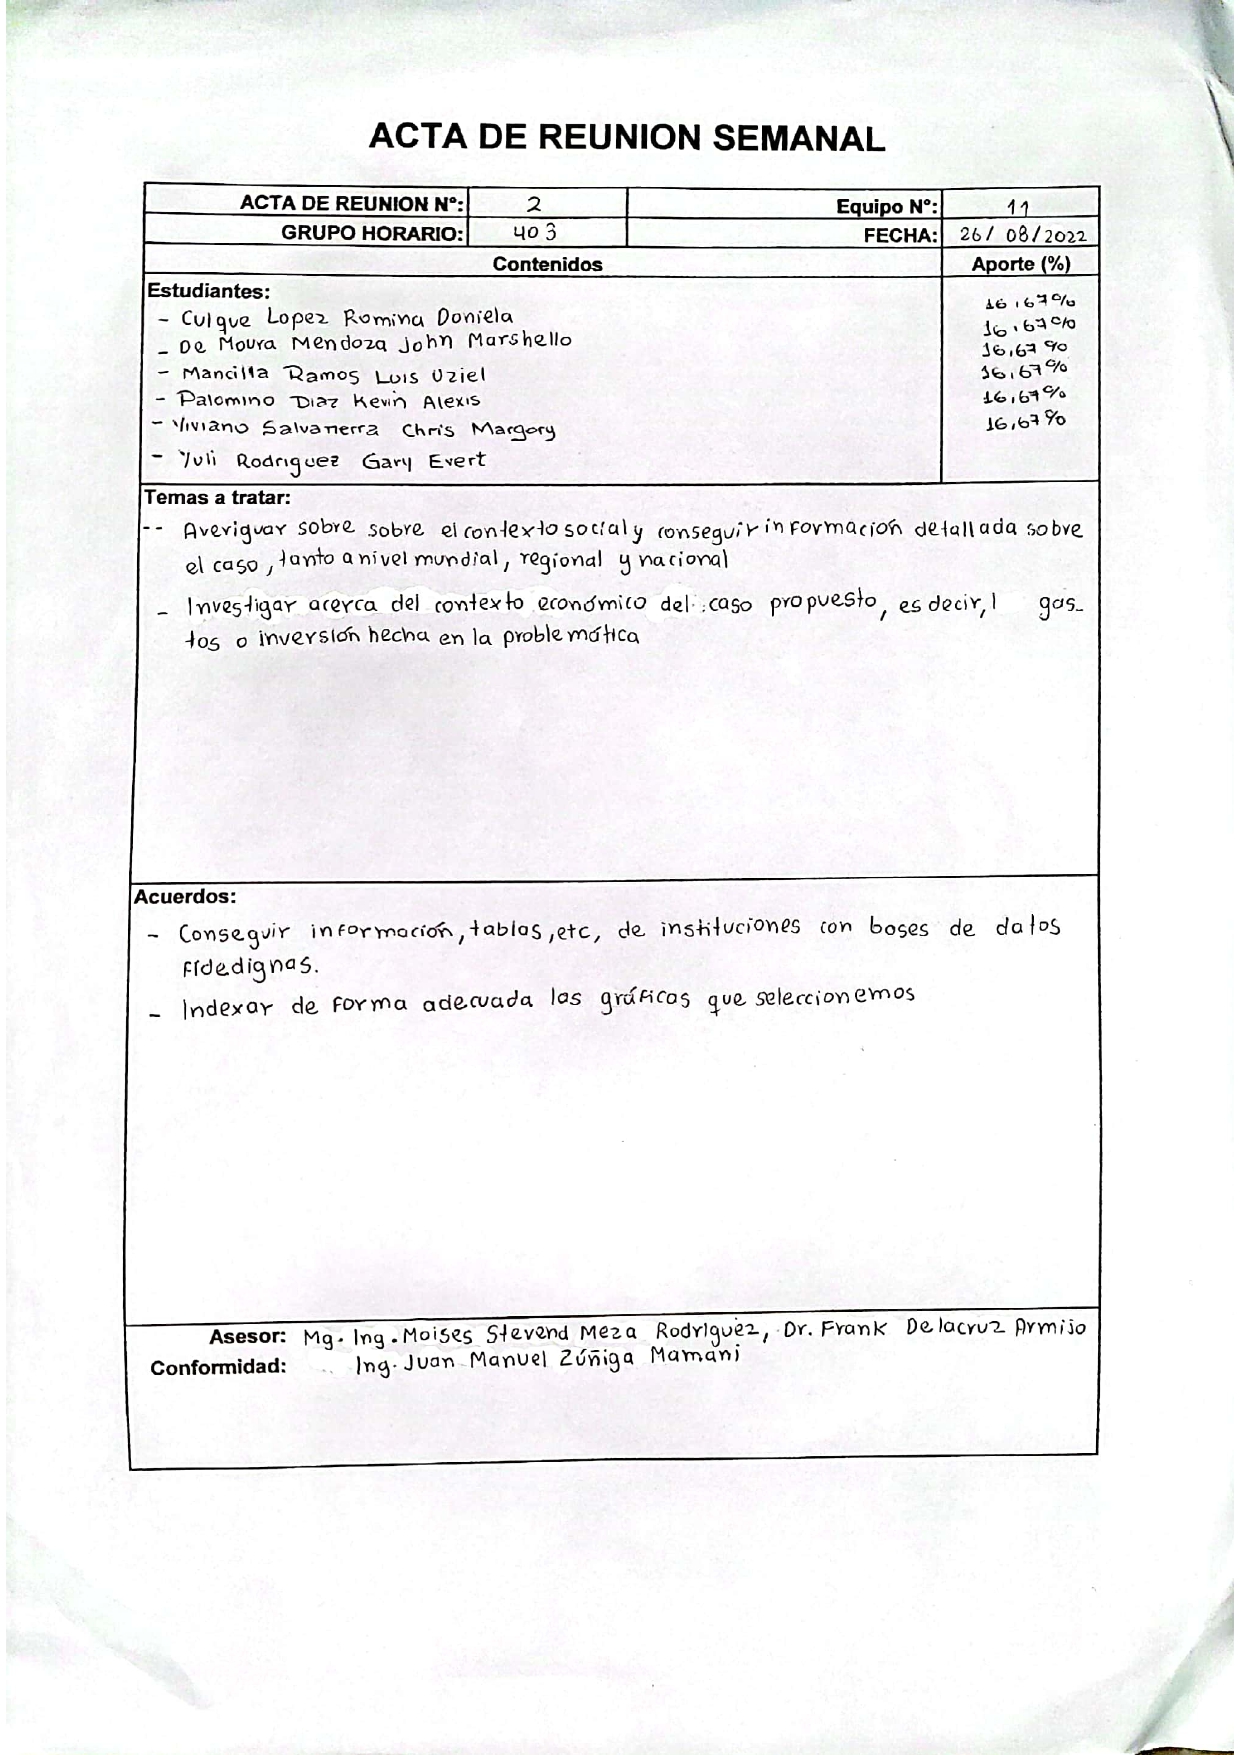 ACTA DE REUNION SEMANAL
ACTA DE REUNION N°: 2 Equipo N°: 11
GRUPO HORARIO: 403 FECHA: 26/ 08/2022
Contenidos Aporte (%)
Estudiantes:
- Culque Lopez Romina Doniela 16,67%
- De Moura Mendoza John Marshello 16,67%
- Mancilla Ramos Luis Uziel 16,67%
- Palomino Diaz Kevin Alexis 16,67%
- Viviano Salvatierra Chris Margory 16,67%
- Yuli Rodriguez Gary Evert 16,67%
Temas a tratar:
-- Averiguar sobre sobre el contexto social y conseguir información detallada sobre
el caso, tanto a nivel mundial, regional y nacional
- Investigar acerca del contexto económico del caso propuesto, es decir, gas-
tos o inversión hecha en la problemática
Acuerdos:
- Conseguir información, tablas, etc, de instituciones con bases de datos
fidedignas.
- Indexar de forma adecuada los gráficos que seleccionemos
Asesor: Mg. Ing. Moises Stevend Meza Rodriguez, Dr. Frank Delacruz Armijo
Conformidad: Ing. Juan Manuel Zúñiga Mamani